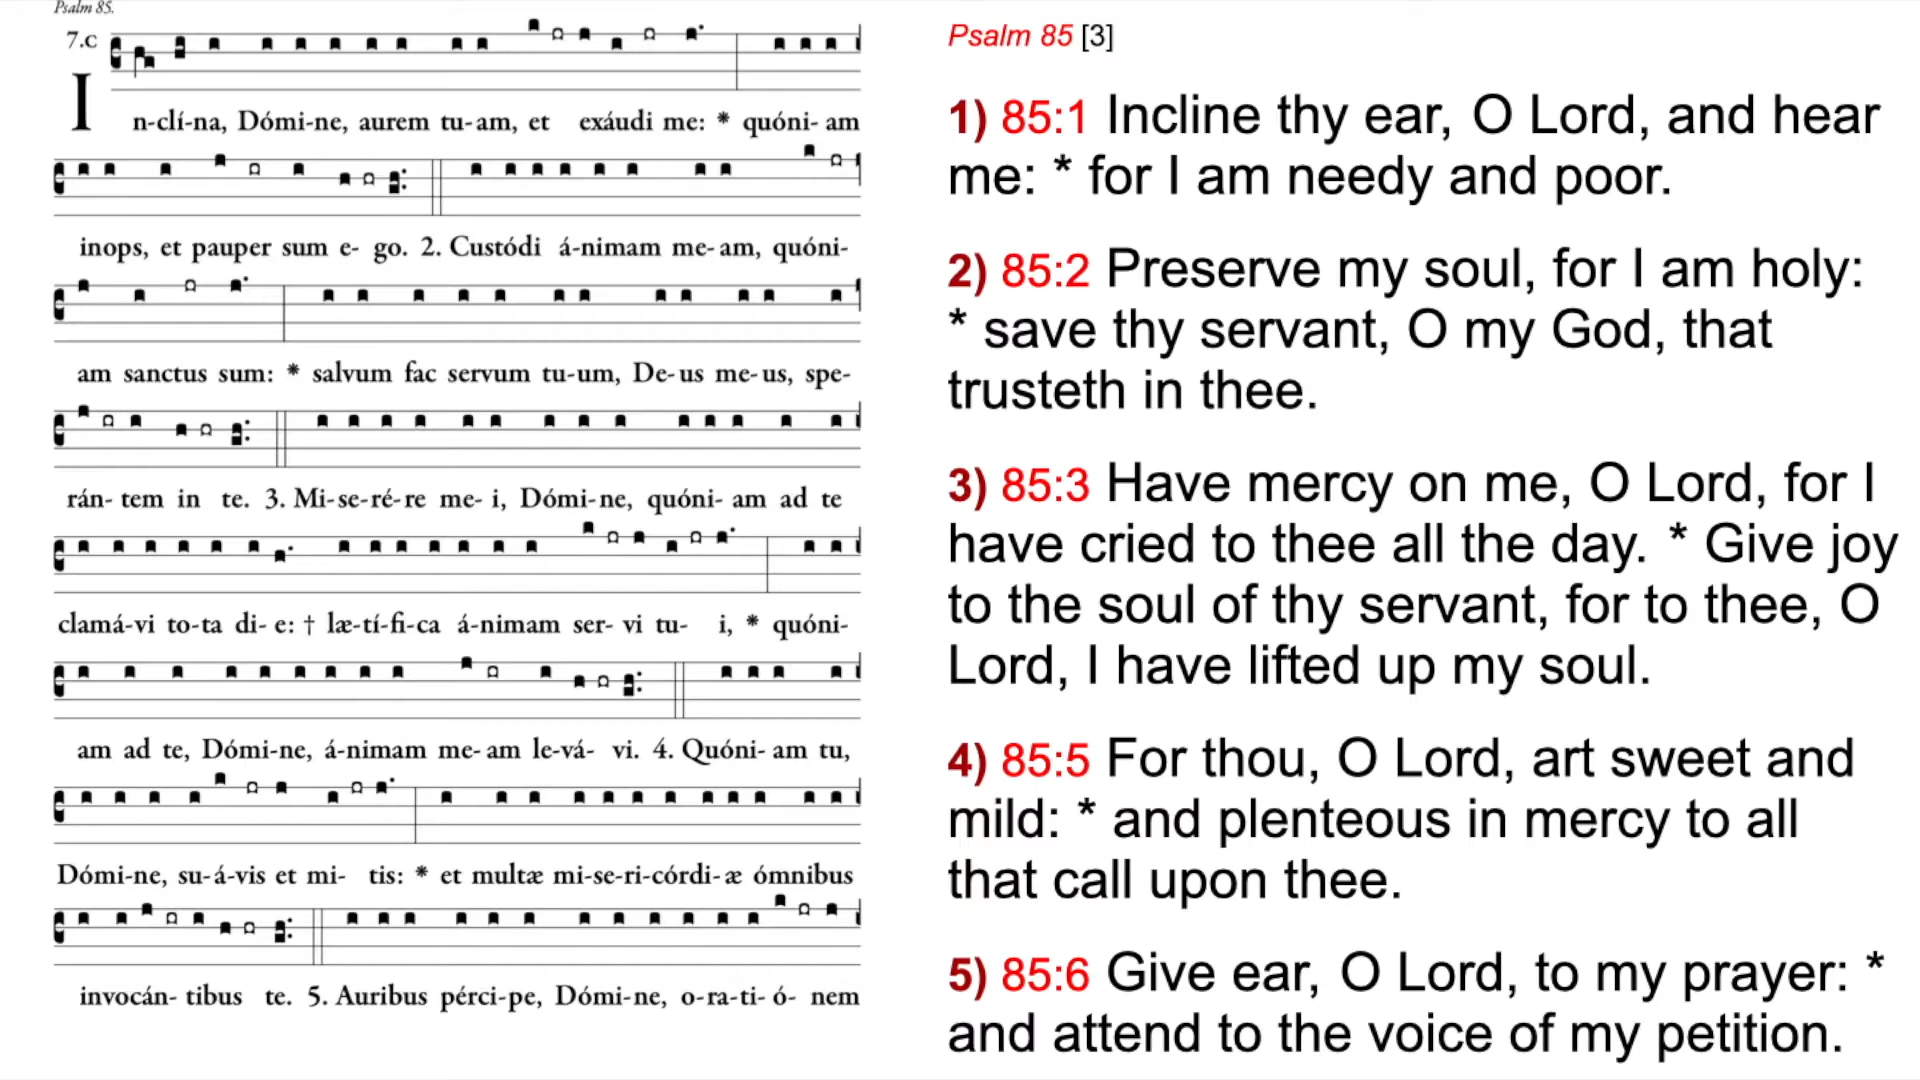 Psalm 85.
7.c
In-clí-na, Dómi-ne, aurem tu-am, et exáudi me: * quóni- am
inops, et pauper sum e- go. 2. Custódi á-nimam me-am, quóni-
am sanctus sum: * salvum fac servum tu-um, De-us me-us, spe-
rán- tem in te. 3. Mi-se-ré-re me- i, Dómi-ne, quóni-am ad te
clamá-vi to-ta di- e: † læ-tí-fi-ca á-nimam ser- vi tu- i, * quóni-
am ad te, Dómi-ne, á-nimam me-am le-vá- vi. 4. Quóni- am tu,
Dómi-ne, su-á-vis et mi- tis: * et multæ mi-se-ri-córdi-æ ómnibus
invocán- tibus te. 5. Auribus pérci-pe, Dómi-ne, o-ra-ti-ó- nem
Psalm 85 [3]
1) 85:1 Incline thy ear, O Lord, and hear
me: * for I am needy and poor.
2) 85:2 Preserve my soul, for I am holy:
* save thy servant, O my God, that
trusteth in thee.
3) 85:3 Have mercy on me, O Lord, for I
have cried to thee all the day. * Give joy
to the soul of thy servant, for to thee, O
Lord, I have lifted up my soul.
4) 85:5 For thou, O Lord, art sweet and
mild: * and plenteous in mercy to all
that call upon thee.
5) 85:6 Give ear, O Lord, to my prayer: *
and attend to the voice of my petition.